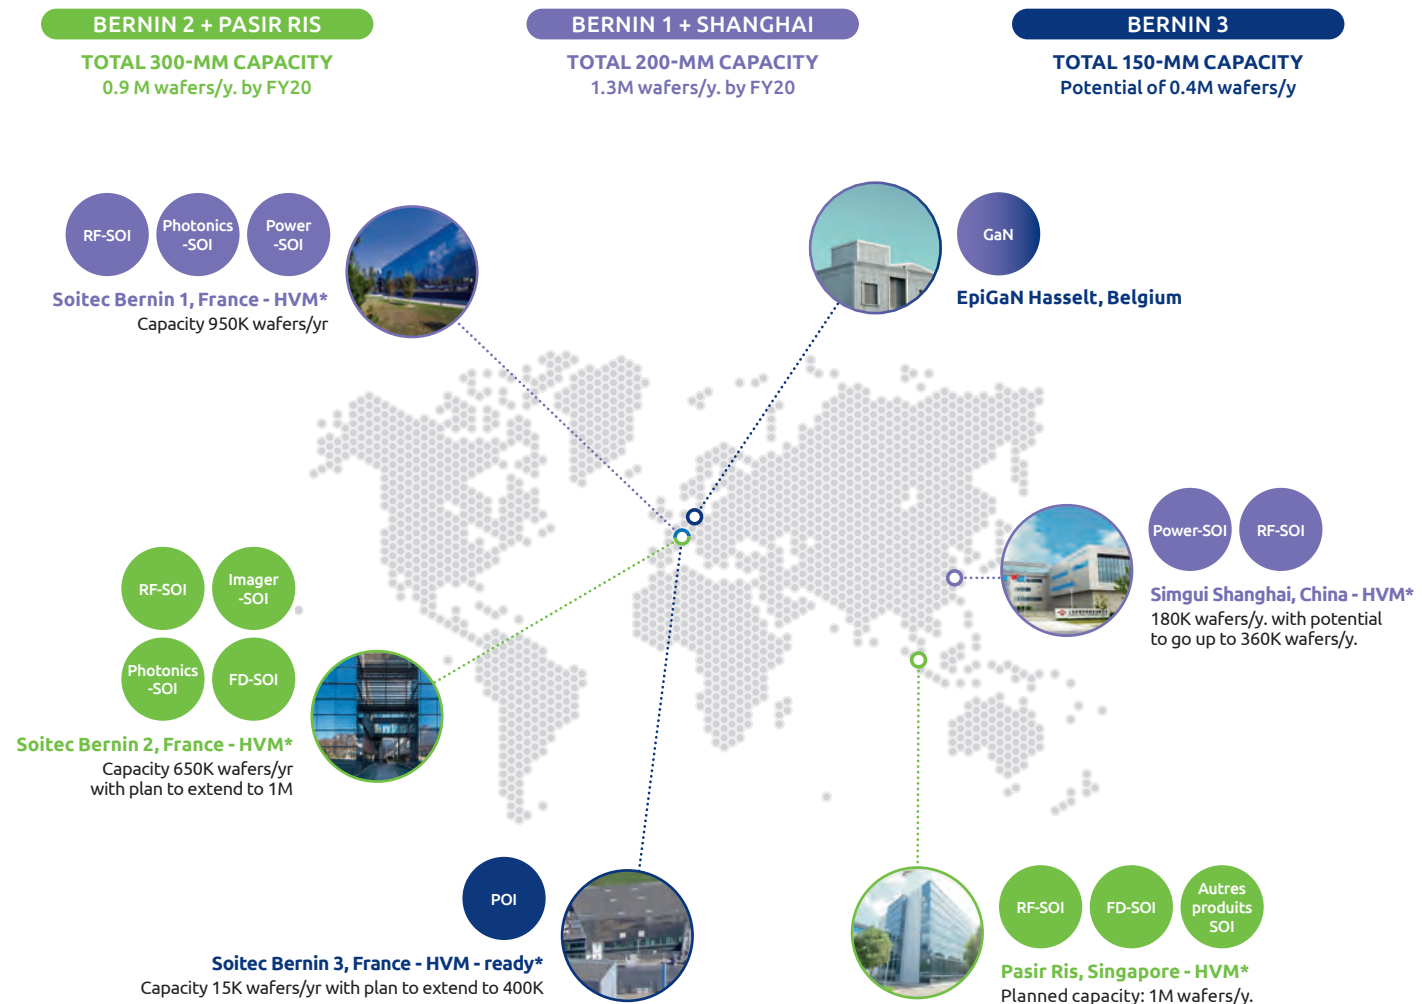 BERNIN 2 + PASIR RIS
TOTAL 300-MM CAPACITY
0.9 M wafers/y. by FY20
BERNIN 1 + SHANGHAI
TOTAL 200-MM CAPACITY
1.3M wafers/y. by FY20
BERNIN 3
TOTAL 150-MM CAPACITY
Potential of 0.4M wafers/y
RF-SOI
Photonics
-SOI
Power
-SOI
Soitec Bernin 1, France - HVM*
Capacity 950K wafers/yr
GaN
EpiGaN Hasselt, Belgium
Power-SOI
RF-SOI
Simgui Shanghai, China - HVM*
180K wafers/y. with potential
to go up to 360K wafers/y.
RF-SOI
Imager
-SOI
Photonics
-SOI
FD-SOI
Soitec Bernin 2, France - HVM*
Capacity 650K wafers/yr
with plan to extend to 1M
POI
Soitec Bernin 3, France - HVM - ready*
Capacity 15K wafers/yr with plan to extend to 400K
RF-SOI
FD-SOI
Autres
produits
SOI
Pasir Ris, Singapore - HVM*
Planned capacity: 1M wafers/y.